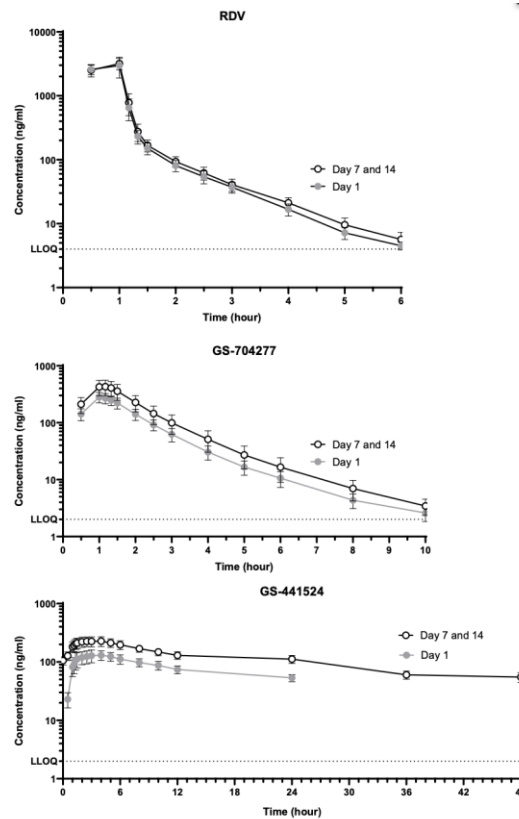 RDV
Concentration (ng/ml)
10000
1000
100
10
LLOQ
1
Day 7 and 14
Day 1
0 1 2 3 4 5 6
Time (hour)
GS-704277
Concentration (ng/ml)
1000
100
10
LLOQ
1
Day 7 and 14
Day 1
0 1 2 3 4 5 6 8 10
Time (hour)
GS-441524
Concentration (ng/ml)
1000
100
10
LLOQ
1
Day 7 and 14
Day 1
0 6 12 18 24 30 36 42
Time (hour)